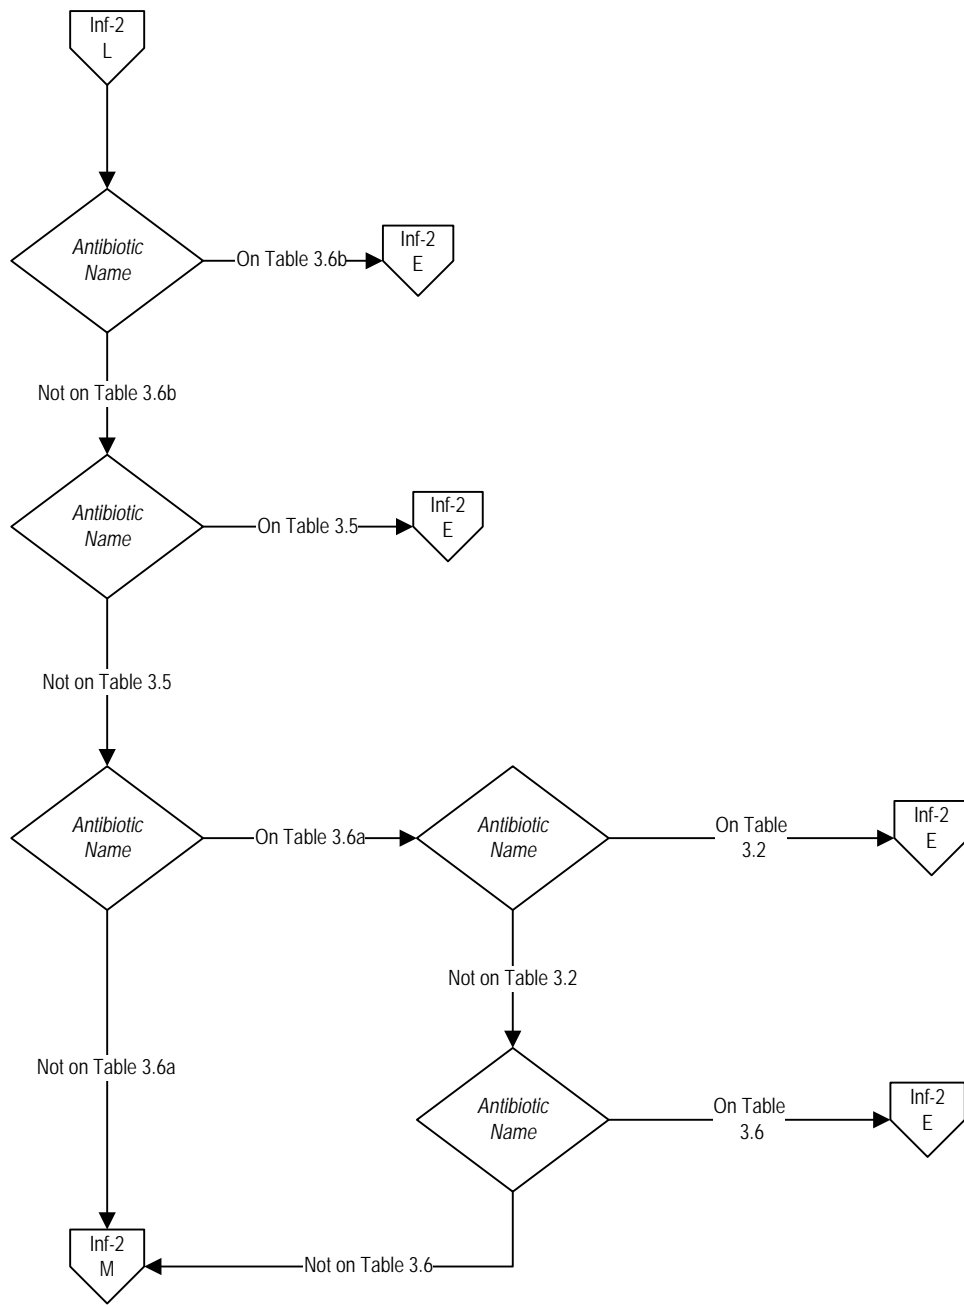 Inf-2
L
Antibiotic
Name
On Table 3.6b
Inf-2
E
Not on Table 3.6b
Antibiotic
Name
On Table 3.5
Inf-2
E
Not on Table 3.5
Antibiotic
Name
On Table 3.6a
Antibiotic
Name
On Table
3.2
Inf-2
E
Not on Table 3.2
Not on Table 3.6a
Antibiotic
Name
On Table
3.6
Inf-2
E
Inf-2
M
Not on Table 3.6